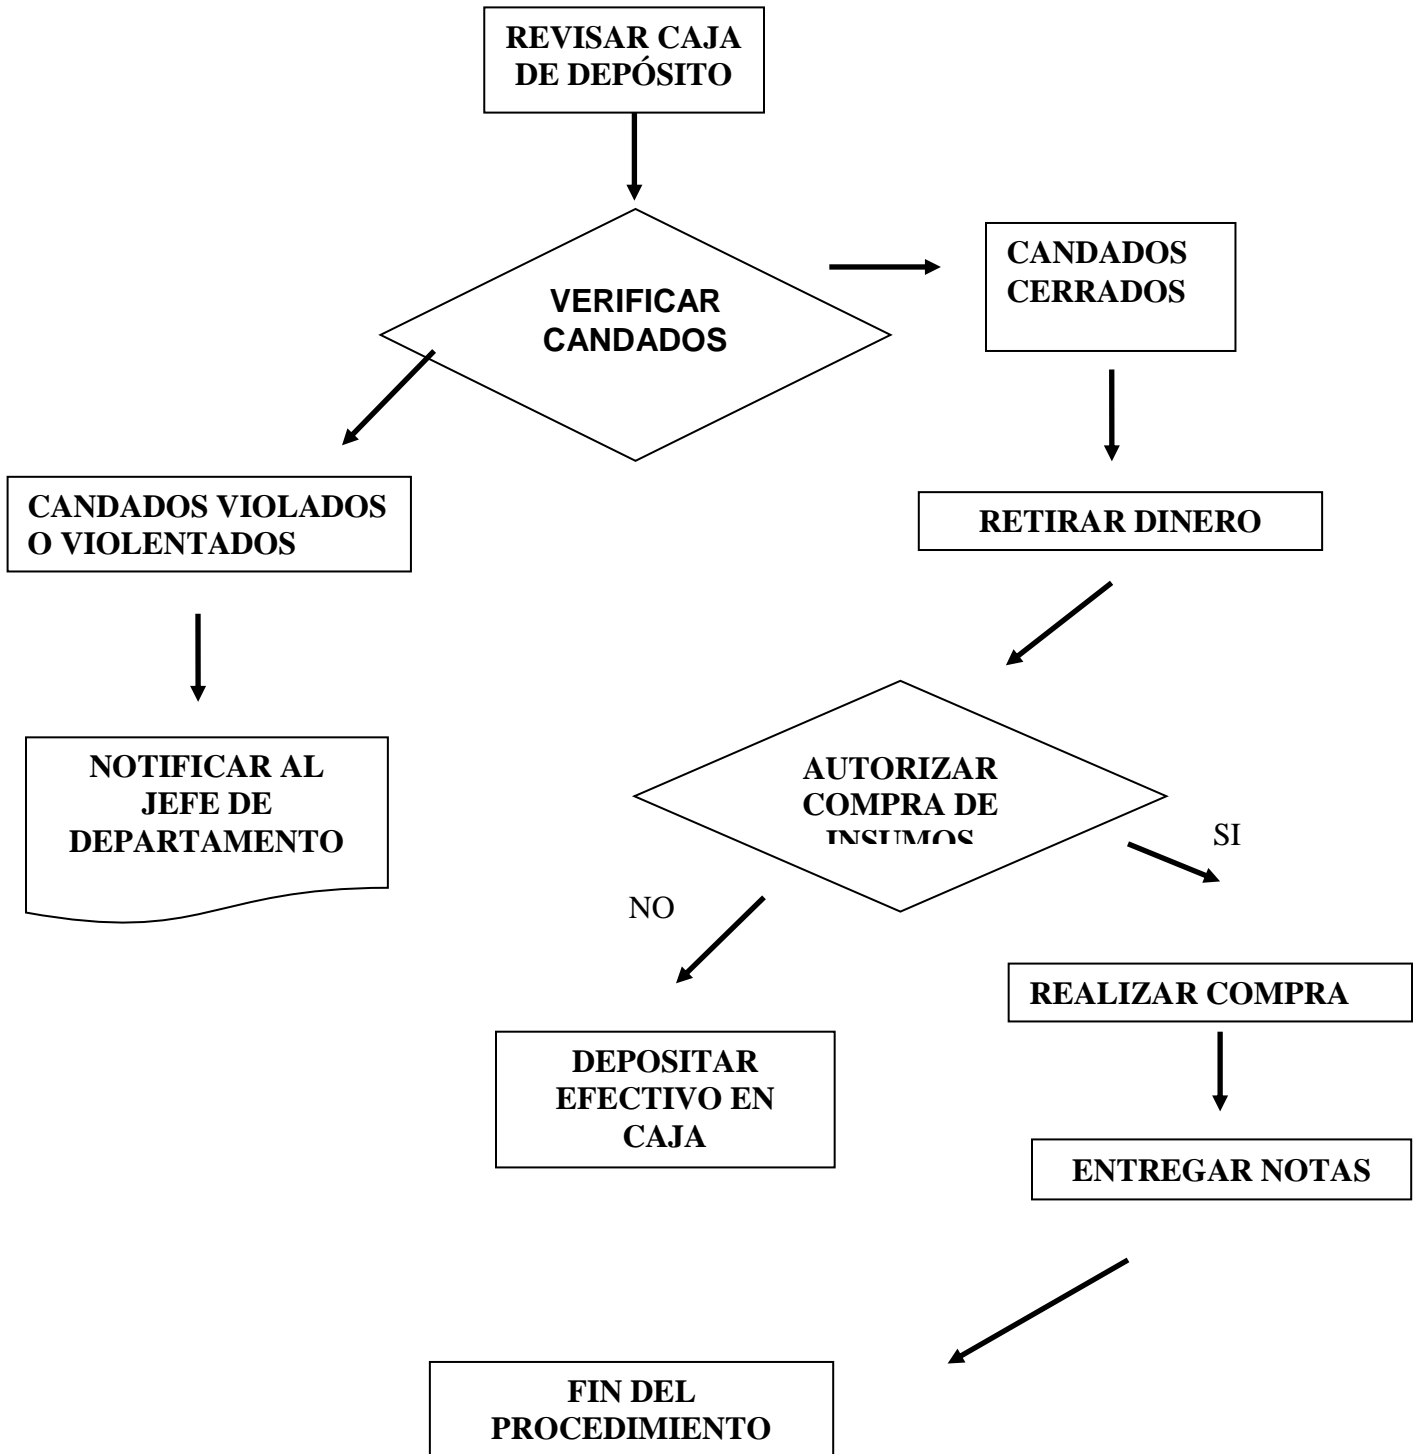 REVISAR CAJA
DE DEPÓSITO
VERIFICAR
CANDADOS
CANDADOS
CERRADOS
CANDADOS VIOLADOS
O VIOLENTADOS
RETIRAR DINERO
NOTIFICAR AL
JEFE DE
DEPARTAMENTO
AUTORIZAR
COMPRA DE
INSUMOS
SI
NO
REALIZAR COMPRA
DEPOSITAR
EFECTIVO EN
CAJA
ENTREGAR NOTAS
FIN DEL
PROCEDIMIENTO